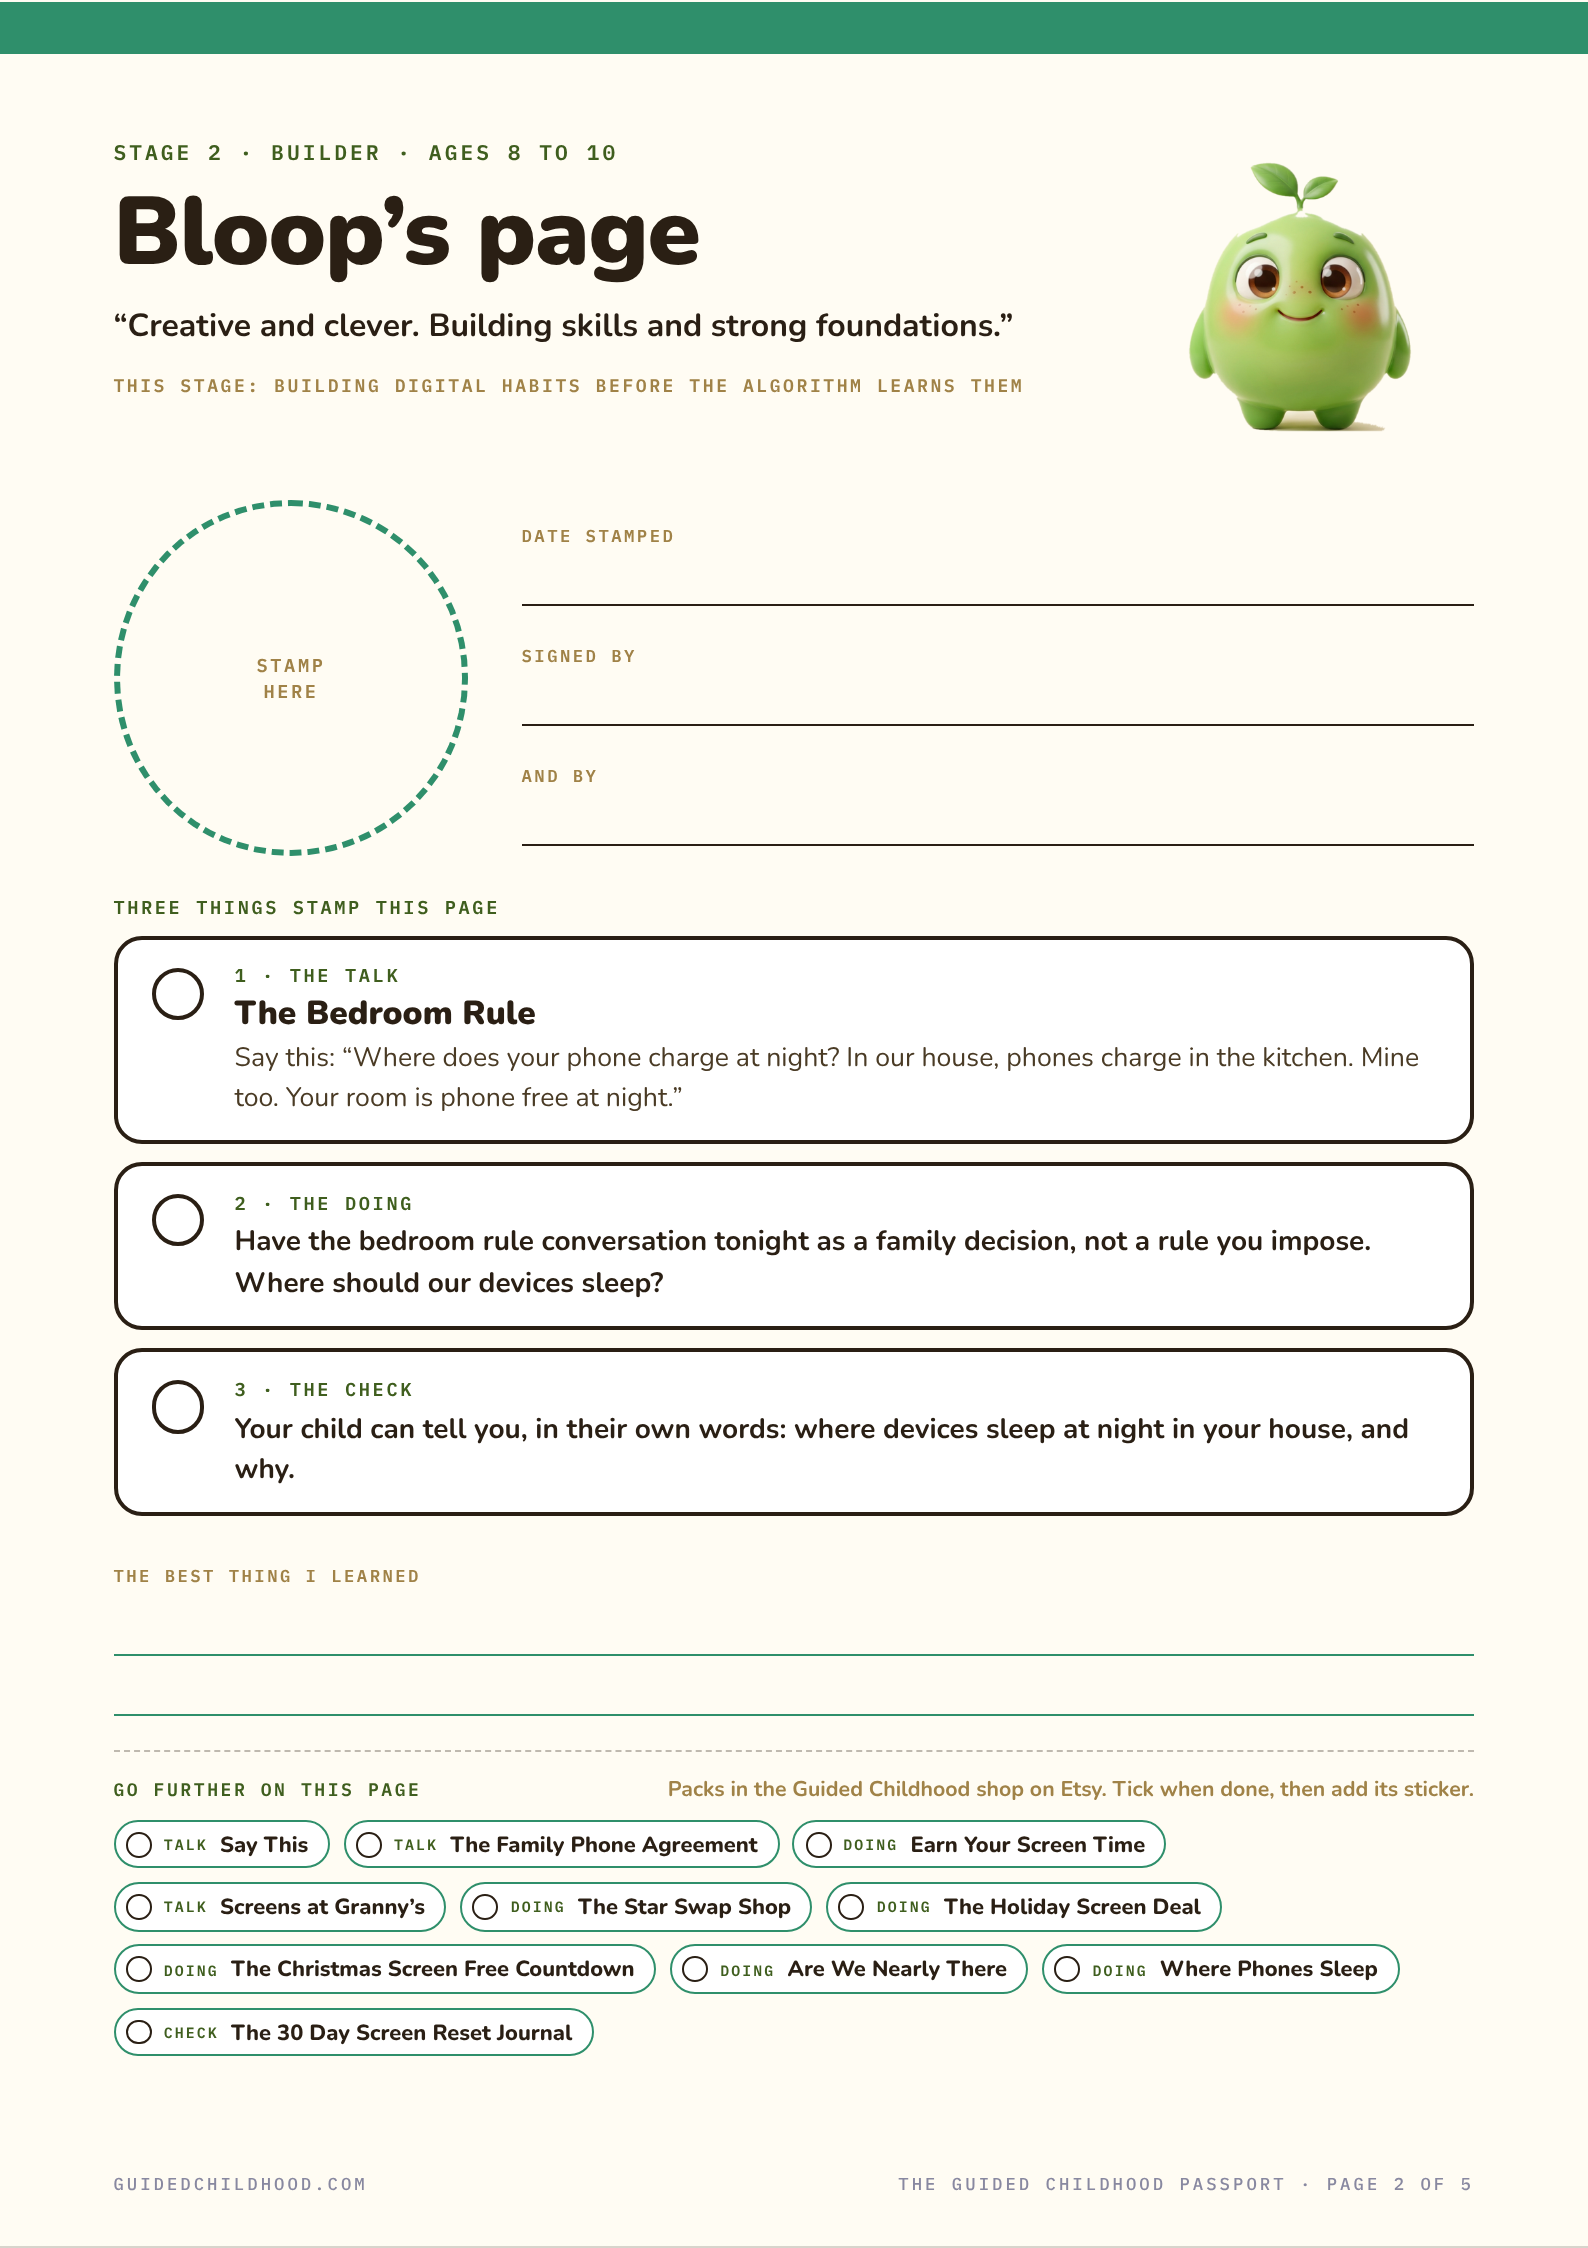 STAGE 2 · BUILDER · AGES 8 TO 10
Bloop’s page
“Creative and clever. Building skills and strong foundations.”
THIS STAGE: BUILDING DIGITAL HABITS BEFORE THE ALGORITHM LEARNS THEM
STAMP
HERE
DATE STAMPED
SIGNED BY
AND BY
THREE THINGS STAMP THIS PAGE
1 · THE TALK
The Bedroom Rule
Say this: “Where does your phone charge at night? In our house, phones charge in the kitchen. Mine
too. Your room is phone free at night.”
2 · THE DOING
Have the bedroom rule conversation tonight as a family decision, not a rule you impose.
Where should our devices sleep?
3 · THE CHECK
Your child can tell you, in their own words: where devices sleep at night in your house, and
why.
THE BEST THING I LEARNED
GO FURTHER ON THIS PAGE Packs in the Guided Childhood shop on Etsy. Tick when done, then add its sticker.
TALK Say This TALK The Family Phone Agreement DOING Earn Your Screen Time
TALK Screens at Granny’s DOING The Star Swap Shop DOING The Holiday Screen Deal
DOING The Christmas Screen Free Countdown DOING Are We Nearly There DOING Where Phones Sleep
CHECK The 30 Day Screen Reset Journal
GUIDEDCHILDHOOD.COM THE GUIDED CHILDHOOD PASSPORT · PAGE 2 OF 5